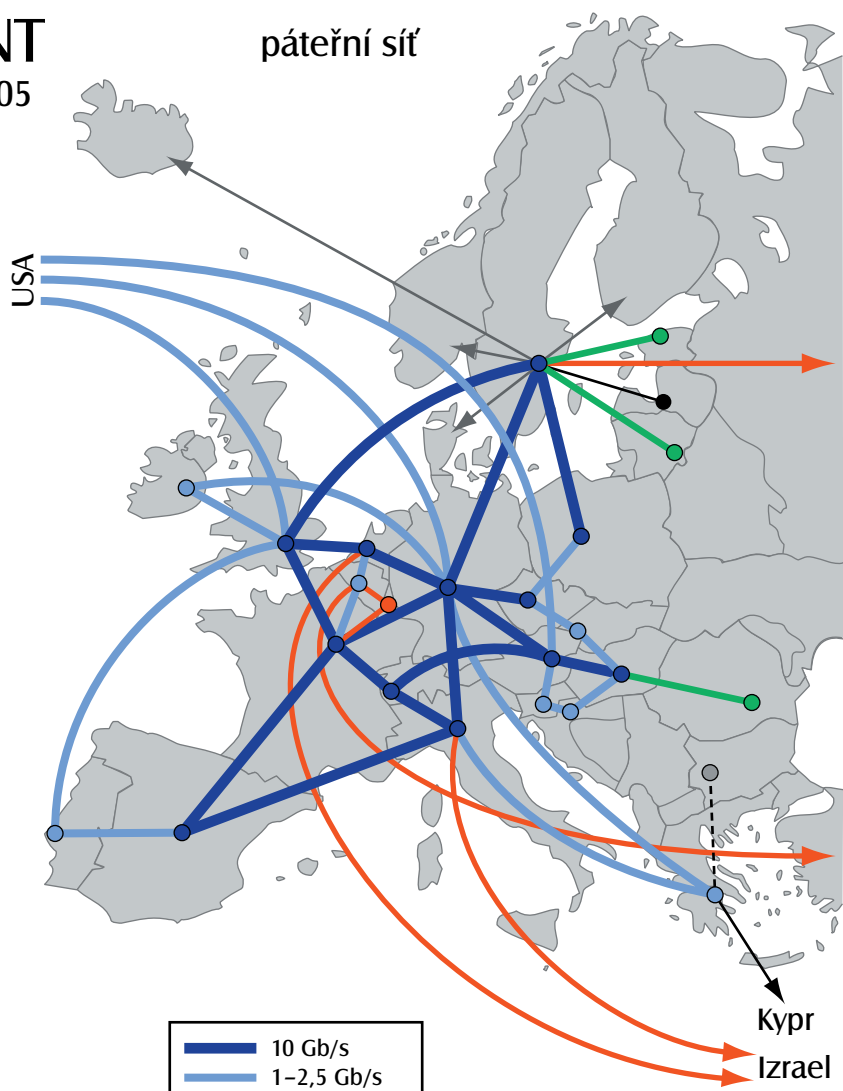 NT
páteřní síť
05
USA
Kypr
Izrael
10 Gb/s
1–2,5 Gb/s